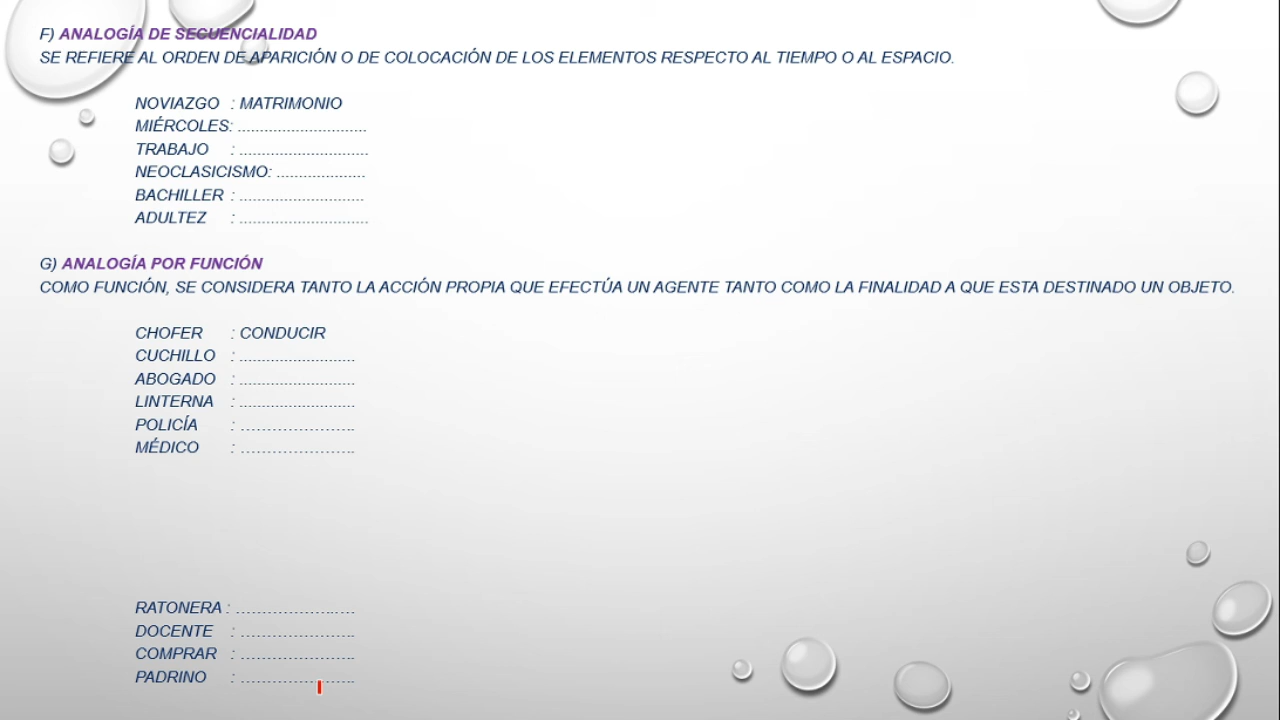 F) ANALOGÍA DE SECUENCIALIDAD
SE REFIERE AL ORDEN DE APARICIÓN O DE COLOCACIÓN DE LOS ELEMENTOS RESPECTO AL TIEMPO O AL ESPACIO.
NOVIAZGO : MATRIMONIO
MIÉRCOLES: ............................
TRABAJO : ............................
NEOCLASICISMO: ....................
BACHILLER : ...........................
ADULTEZ : ............................
G) ANALOGÍA POR FUNCIÓN
COMO FUNCIÓN, SE CONSIDERA TANTO LA ACCIÓN PROPIA QUE EFECTÚA UN AGENTE TANTO COMO LA FINALIDAD A QUE ESTA DESTINADO UN OBJETO.
CHOFER : CONDUCIR
CUCHILLO : .........................
ABOGADO : .........................
LINTERNA : .........................
POLICÍA : ..........................
MÉDICO : ..........................
RATONERA : ..........................
DOCENTE : ..........................
COMPRAR : ..........................
PADRINO : ..........................